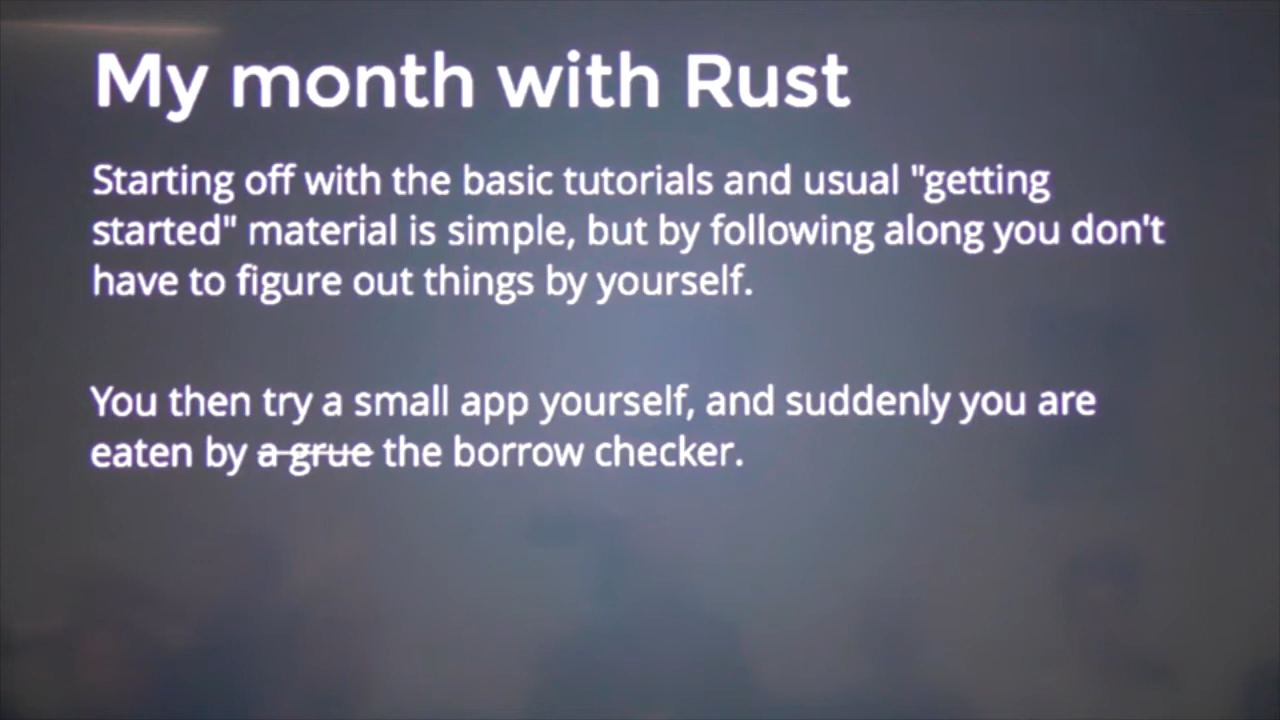 My month with Rust
Starting off with the basic tutorials and usual "getting
started" material is simple, but by following along you don't
have to figure out things by yourself.
You then try a small app yourself, and suddenly you are
eaten by a grue the borrow checker.